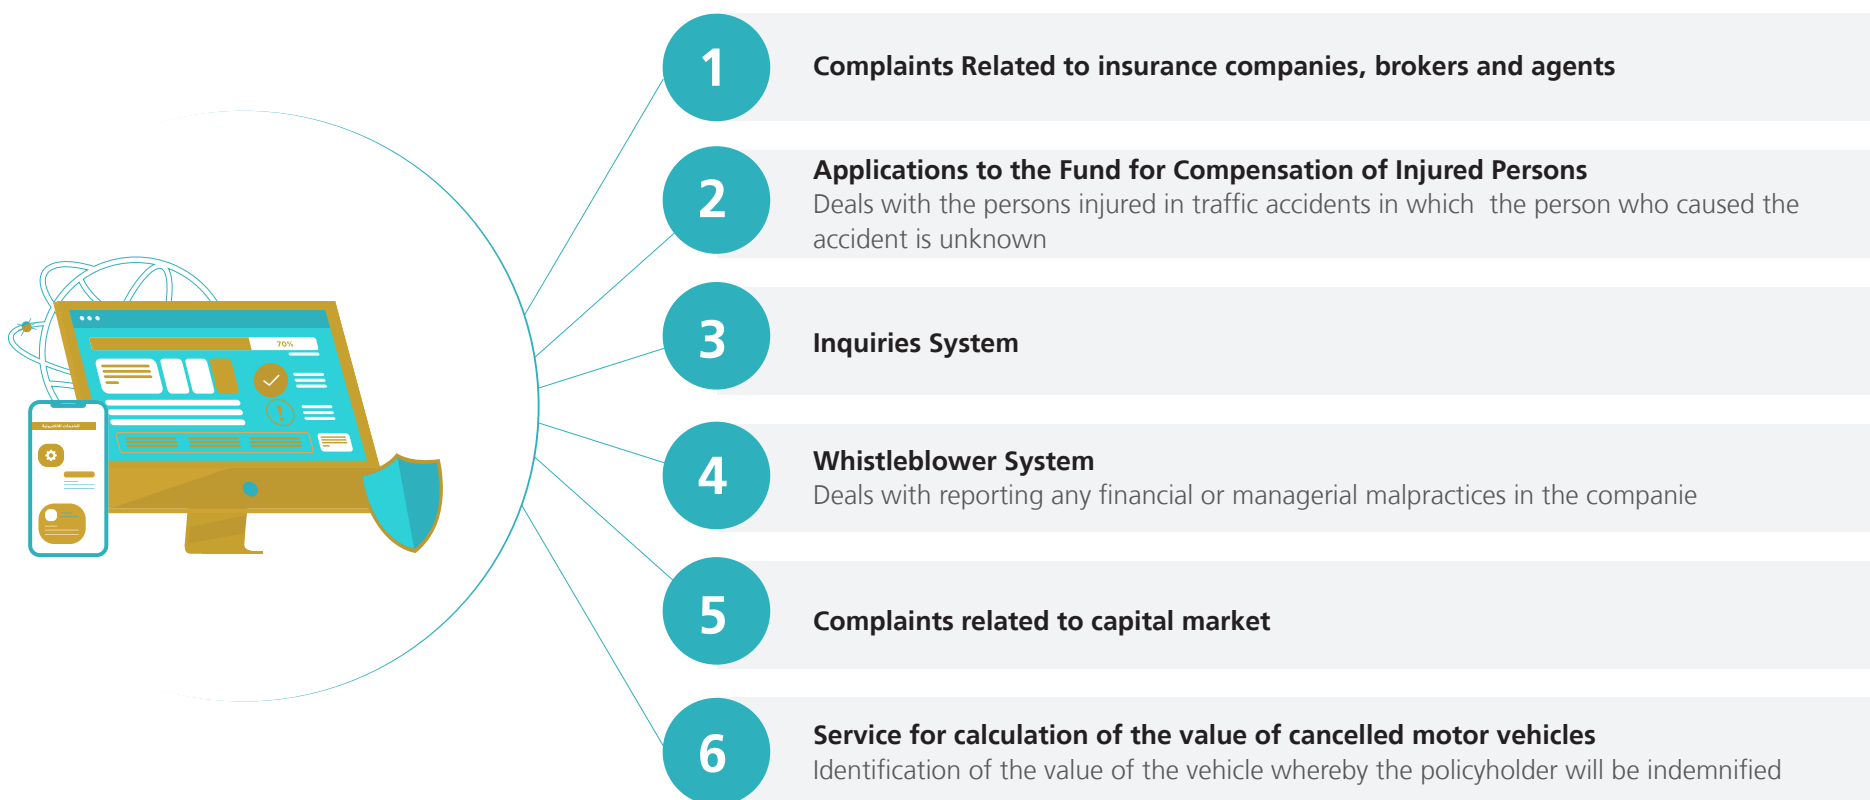 1
Complaints Related to insurance companies, brokers and agents
2
Applications to the Fund for Compensation of Injured Persons
Deals with the persons injured in traffic accidents in which the person who caused the
accident is unknown
3
Inquiries System
4
Whistleblower System
Deals with reporting any financial or managerial malpractices in the companie
5
Complaints related to capital market
6
Service for calculation of the value of cancelled motor vehicles
Identification of the value of the vehicle whereby the policyholder will be indemnified
70%
الخدمات الالكترونية